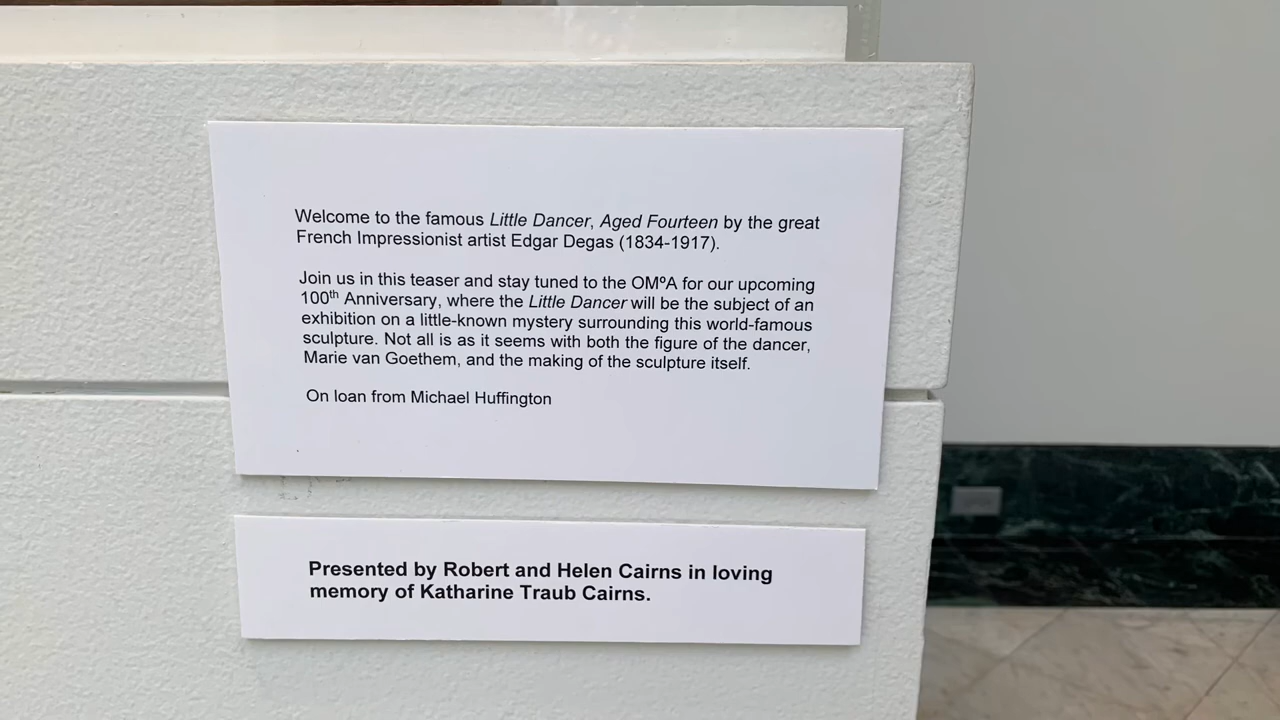 Welcome to the famous Little Dancer, Aged Fourteen by the great
French Impressionist artist Edgar Degas (1834-1917).
Join us in this teaser and stay tuned to the OMºA for our upcoming
100th Anniversary, where the Little Dancer will be the subject of an
exhibition on a little-known mystery surrounding this world-famous
sculpture. Not all is as it seems with both the figure of the dancer,
Marie van Goethem, and the making of the sculpture itself.
On loan from Michael Huffington
Presented by Robert and Helen Cairns in loving
memory of Katharine Traub Cairns.